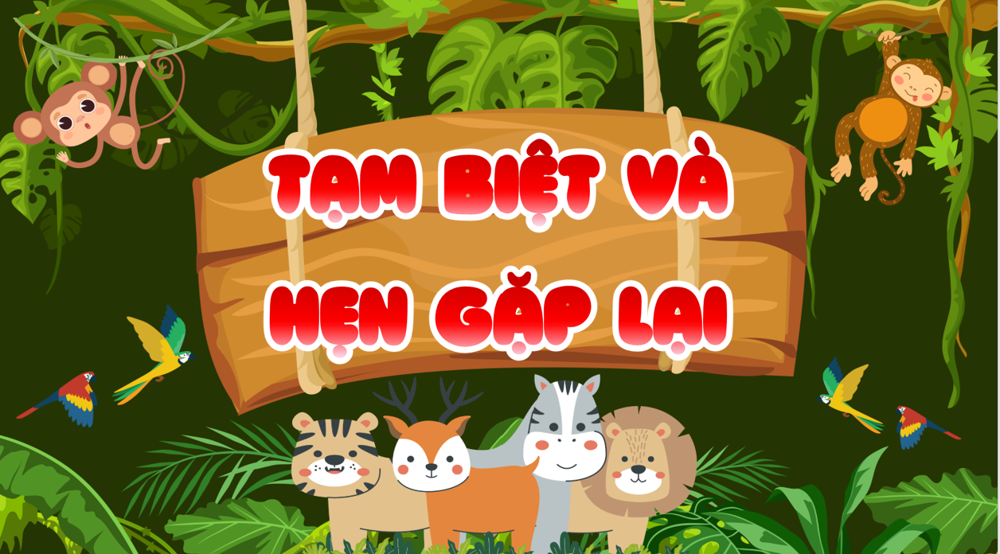 TẠM BIỆT VÀ
HẸN GẶP LẠI